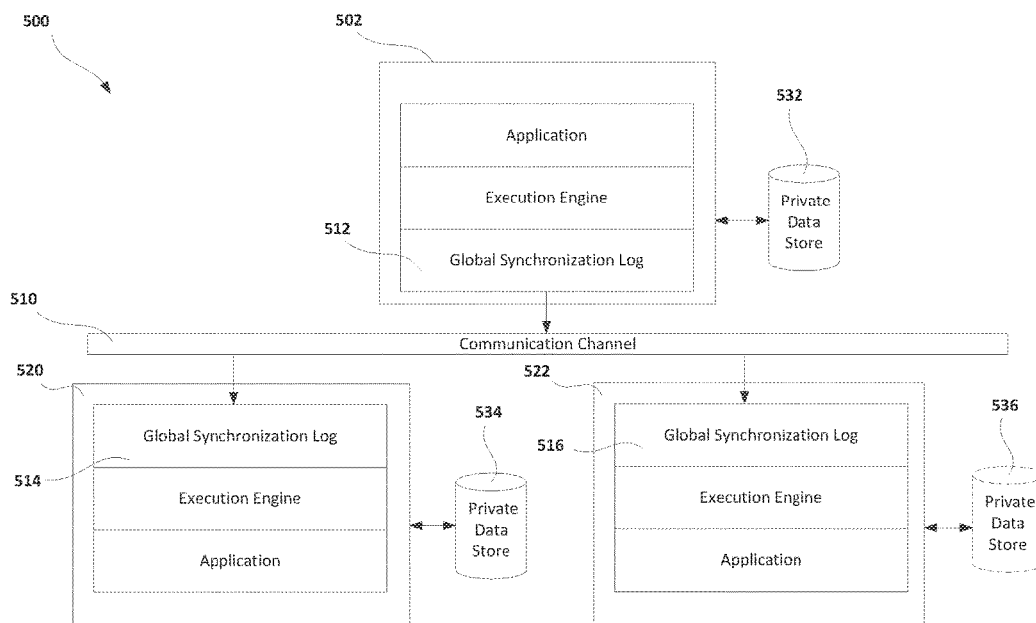 500
502
532
Application
Execution Engine
512
Global Synchronization Log
Private
Data
Store
510
Communication Channel
520
522
534
536
Global Synchronization Log
514
Execution Engine
Application
Private
Data
Store
Global Synchronization Log
516
Execution Engine
Application
Private
Data
Store